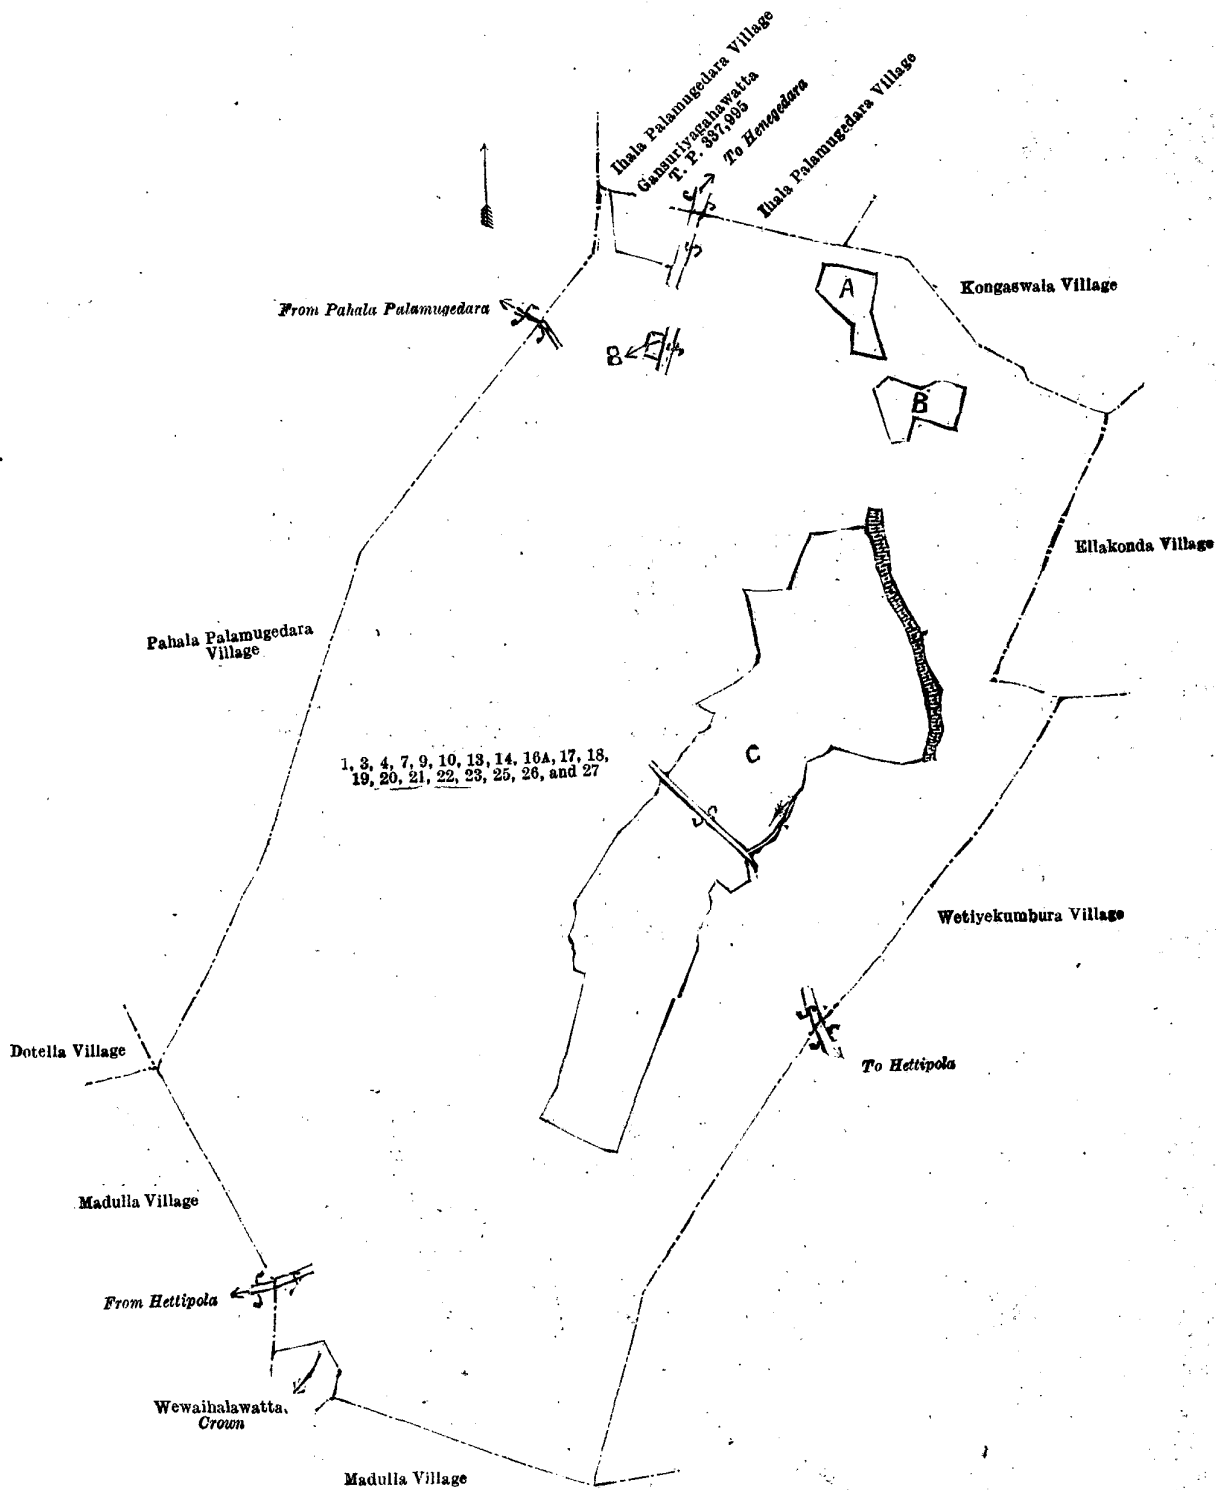 Ihala Palamugedara Village
Gansuriyagahawatta
T. P. 337,995
To Henegedara
Ihala Palamugedara Village
Kongaswala Village
From Pahala Palamugedara
A
B
B
Ellakonda Village
Pahala Palamugedara
Village
C
1, 3, 4, 7, 9, 10, 13, 14, 16A, 17, 18,
19, 20, 21, 22, 23, 25, 26, and 27
Wetiyekumbura Village
Dotella Village
To Hettipola
Madulla Village
From Hettipola
Wewaihalawatta,
Crown
Madulla Village